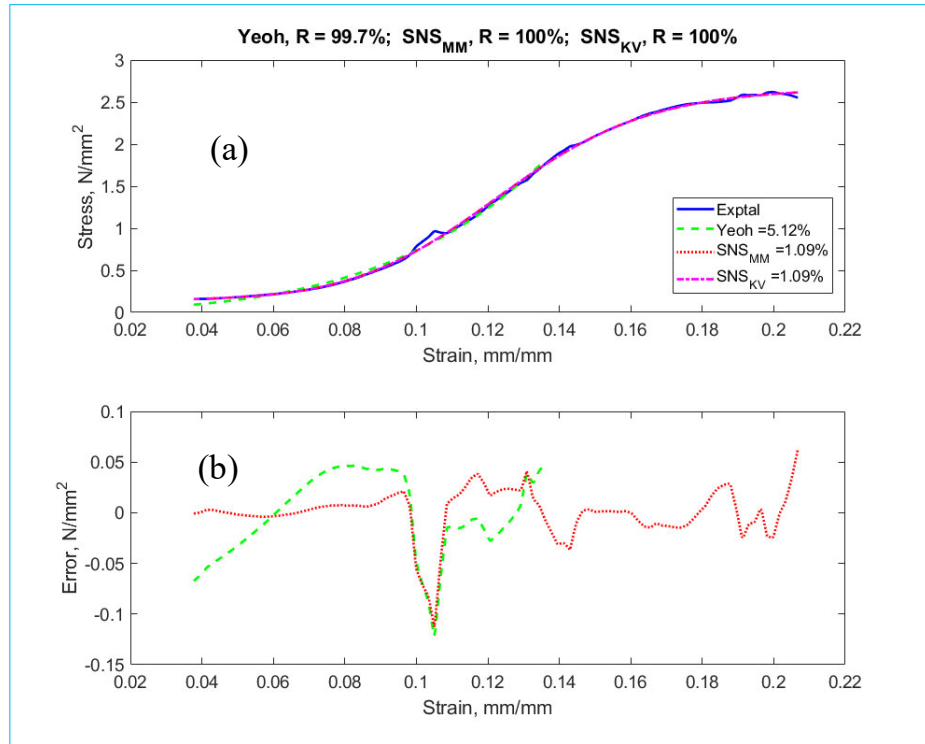 Yeoh, R = 99.7%; SNS_MM, R = 100%; SNS_KV, R = 100%
3
2.5
2
1.5
1
0.5
0
Stress, N/mm²
(a)
Exptal
Yeoh =5.12%
SNS_MM =1.09%
SNS_KV =1.09%
0.02 0.04 0.06 0.08 0.1 0.12 0.14 0.16 0.18 0.2 0.22
Strain, mm/mm
0.1
0.05
0
-0.05
-0.1
-0.15
Error, N/mm²
(b)
0.02 0.04 0.06 0.08 0.1 0.12 0.14 0.16 0.18 0.2 0.22
Strain, mm/mm